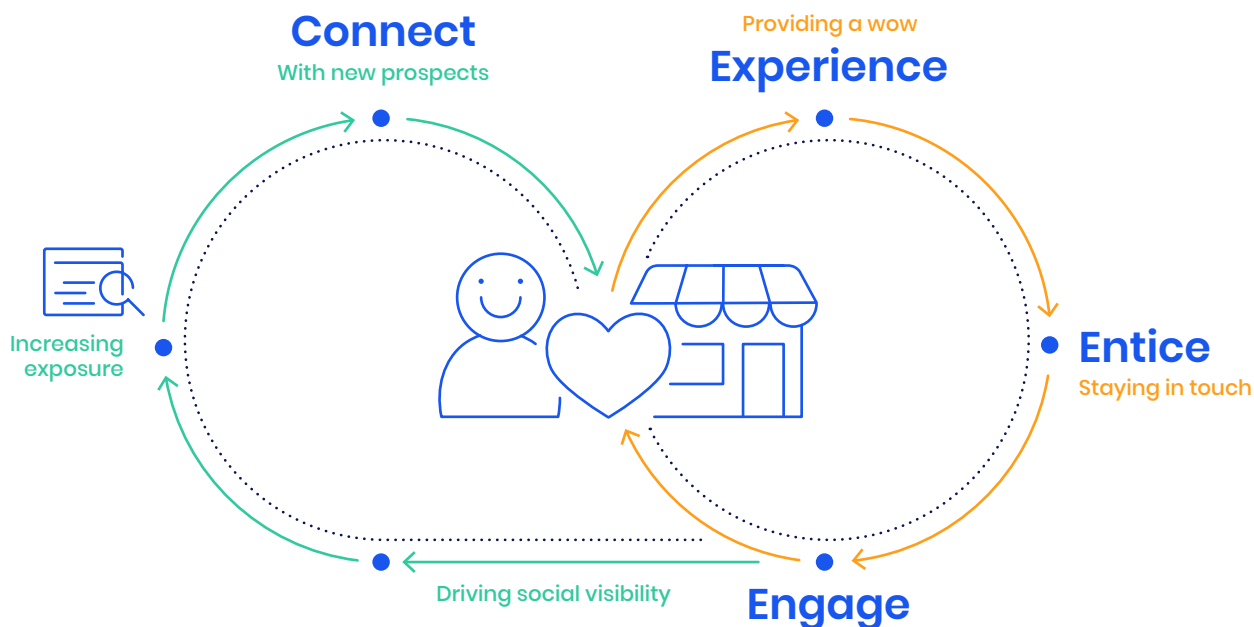 Connect
With new prospects
Providing a wow
Experience
Increasing
exposure
Entice
Staying in touch
Driving social visibility
Engage